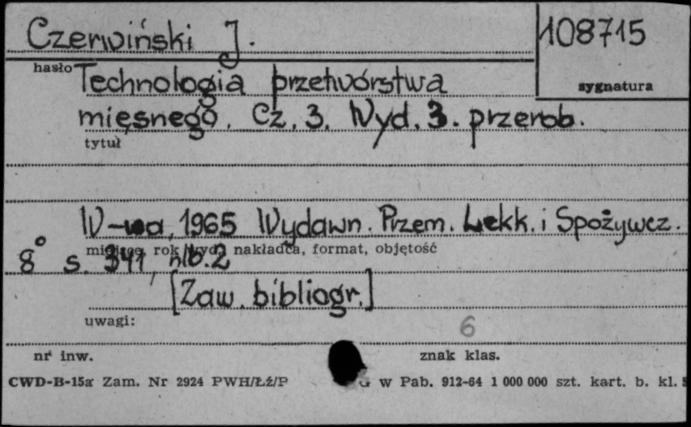 Czerwiński J.
108715
hasło
sygnatura
Technologia przetwórstwa
mięsnego. Cz. 3. Wyd. 3. przerob.
tytuł
W-wa, 1965 Wydawn. Przem. Lekk. i Spożywcz.
miejsce, rok wyd. nakładca, format, objętość
8° s. 341, nlb. 2
[Zaw. bibliogr.]
uwagi:
6
nr inw.
znak klas.
CWD-B-15a Zam. Nr 2924 PWH/Łź/P G w Pab. 912-64 1 000 000 szt. kart. b. kl.